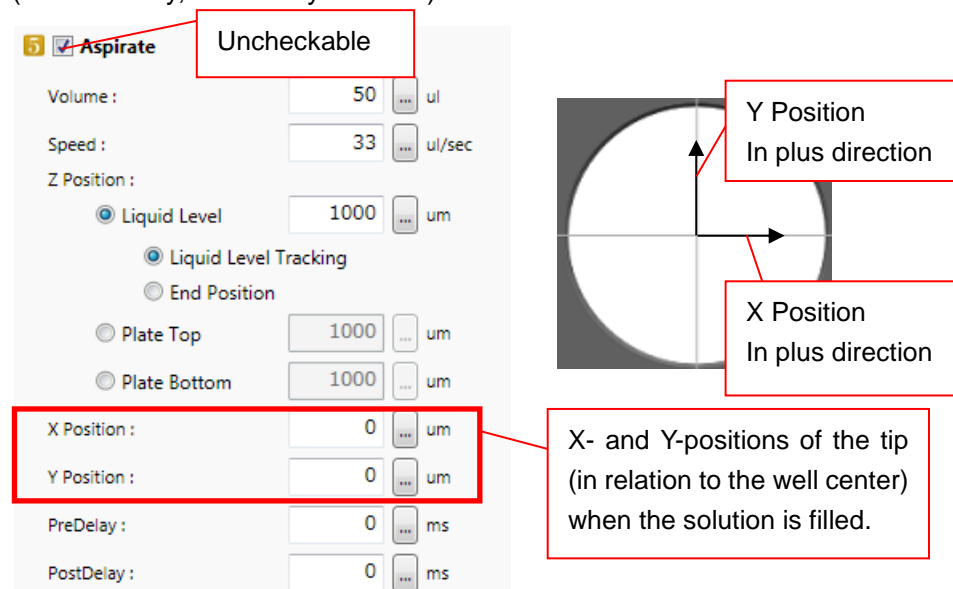 Uncheckable
5 Aspirate
Volume : 50 ... ul
Speed : 33 ... ul/sec
Z Position :
Liquid Level 1000 ... um
Liquid Level Tracking
End Position
Plate Top 1000 ... um
Plate Bottom 1000 ... um
X Position : 0 ... um
Y Position : 0 ... um
PreDelay : 0 ... ms
PostDelay : 0 ... ms
Y Position
In plus direction
X Position
In plus direction
X- and Y-positions of the tip
(in relation to the well center)
when the solution is filled.